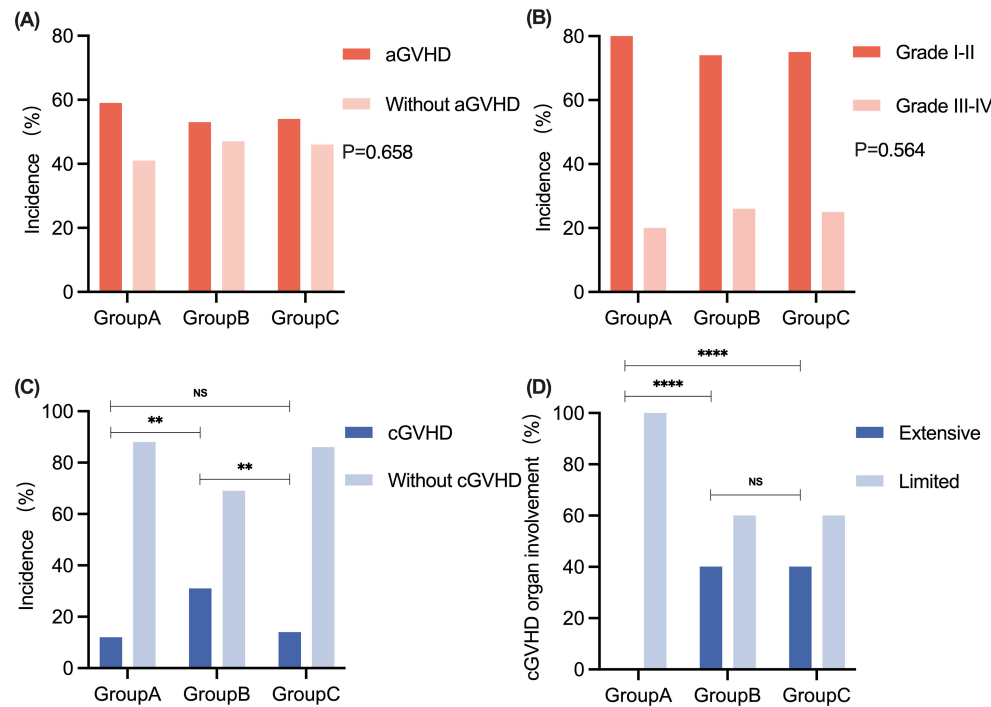 (A)
80
60
40
20
0
Incidence (%)
GroupA GroupB GroupC
aGVHD
Without aGVHD
P=0.658
(B)
80
60
40
20
0
Incidence (%)
GroupA GroupB GroupC
Grade I-II
Grade III-IV
P=0.564
(C)
100
80
60
40
20
0
Incidence (%)
NS
**
**
GroupA GroupB GroupC
cGVHD
Without cGVHD
(D)
100
80
60
40
20
0
cGVHD organ involvement (%)
****
****
NS
GroupA GroupB GroupC
Extensive
Limited